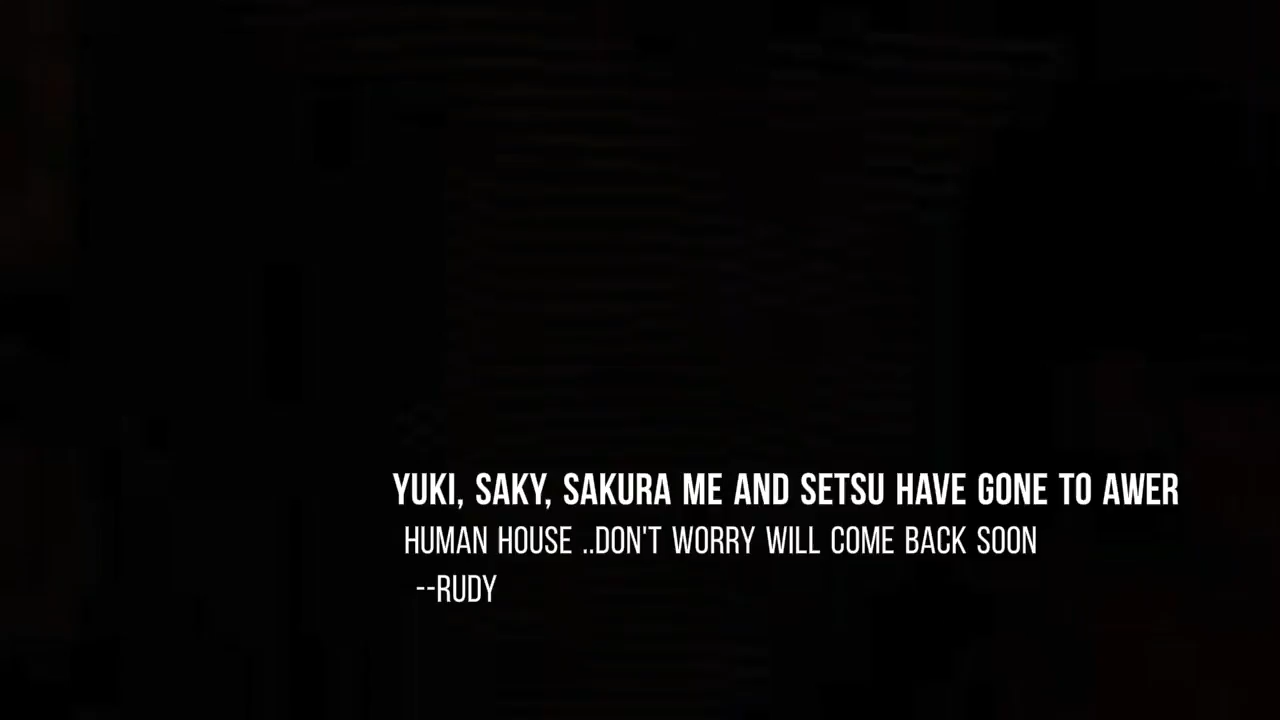 YUKI, SAKY, SAKURA ME AND SETSU HAVE GONE TO AWER
HUMAN HOUSE ..DON'T WORRY WILL COME BACK SOON
--RUDY